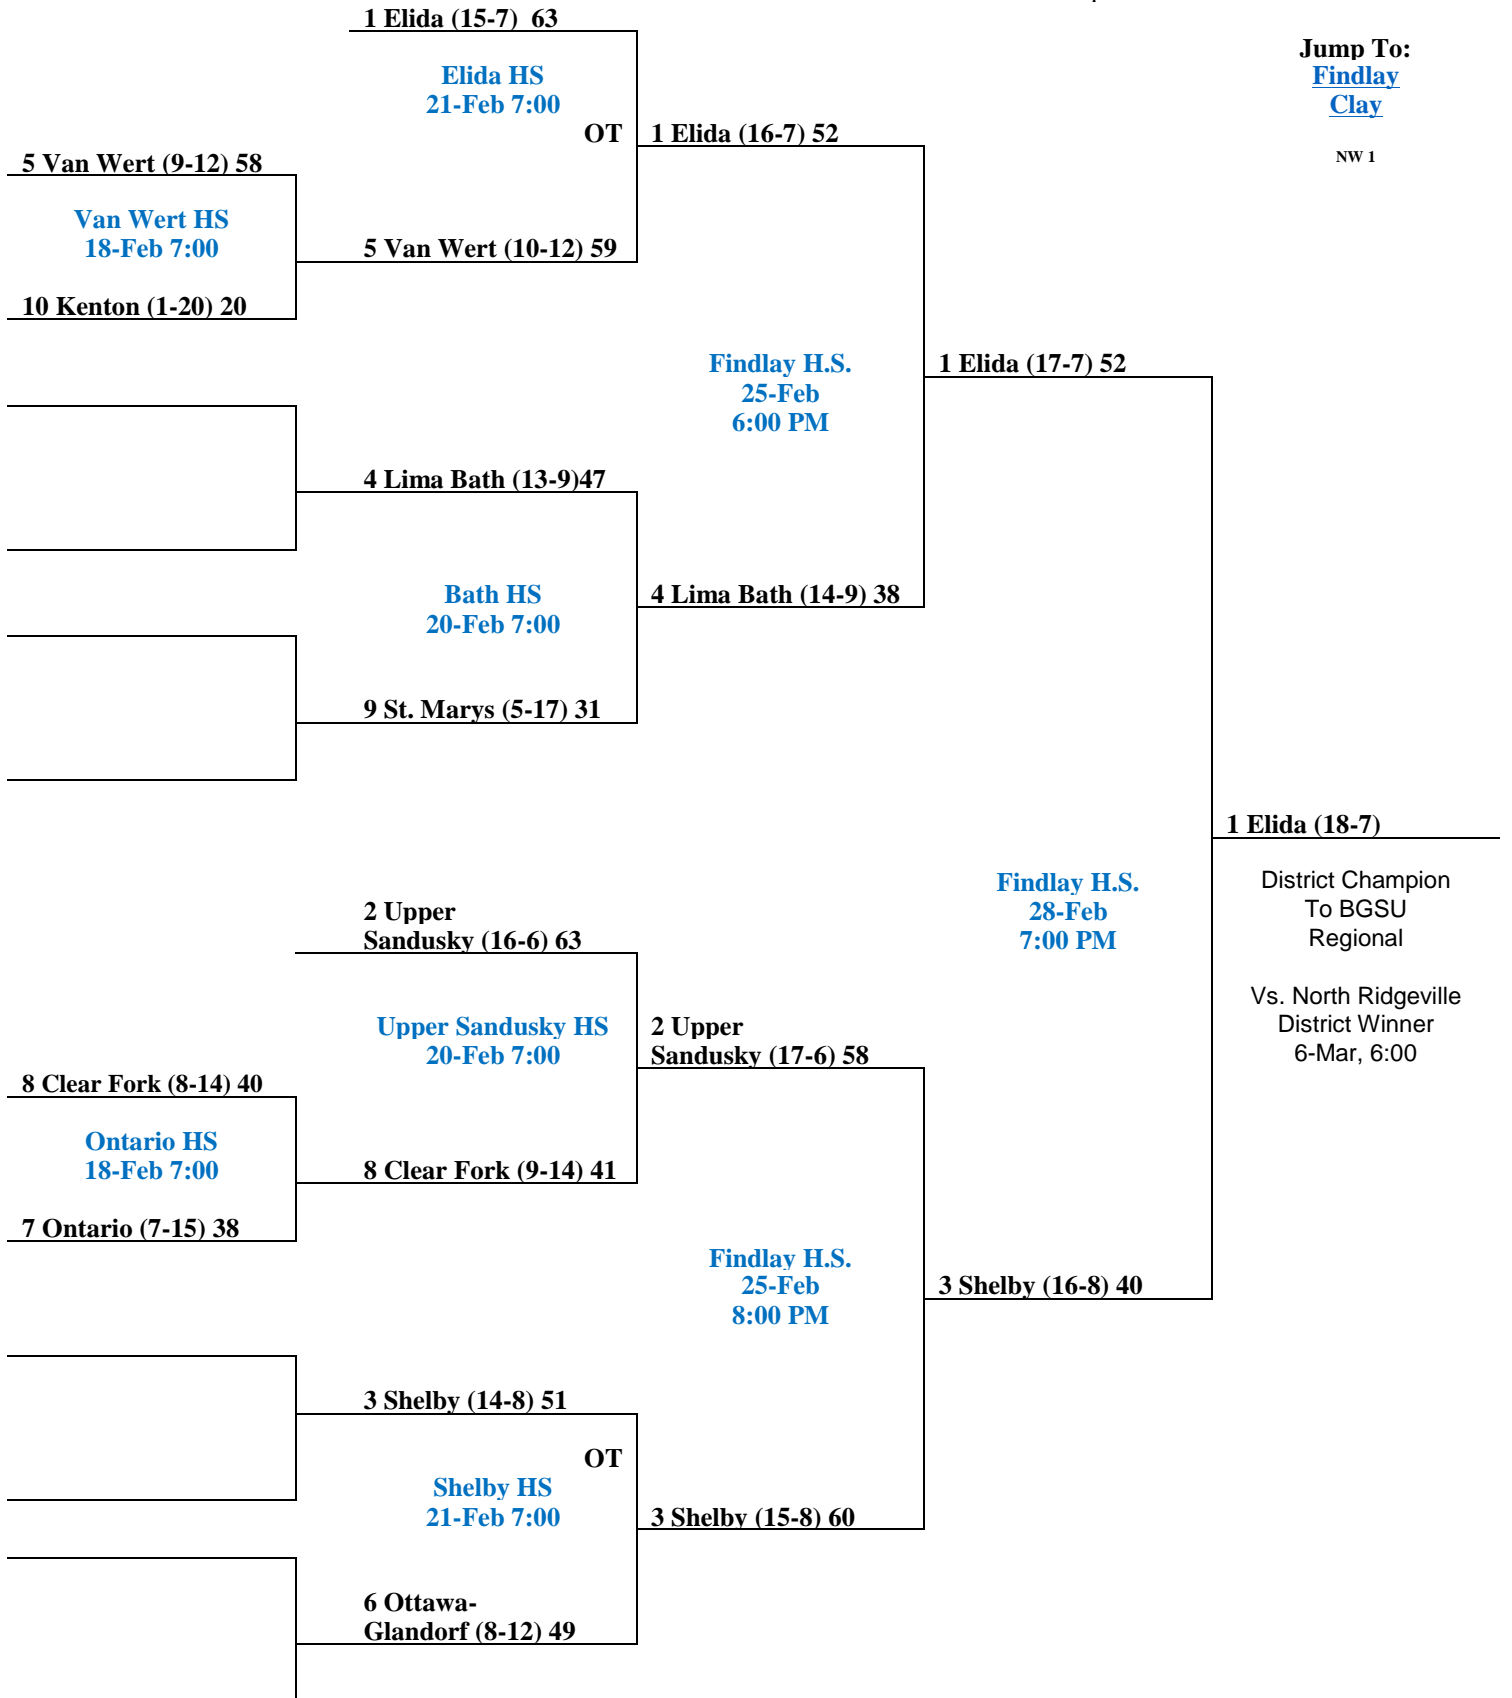 1 Elida (15-7)  63
Jump To:
Findlay
Clay
NW 1
Elida HS
21-Feb 7:00
OT
1 Elida (16-7) 52
5 Van Wert (9-12) 58
Van Wert HS
18-Feb 7:00
5 Van Wert (10-12) 59
10 Kenton (1-20) 20
Findlay H.S.
25-Feb
6:00 PM
1 Elida (17-7) 52
4 Lima Bath (13-9)47
Bath HS
20-Feb 7:00
4 Lima Bath (14-9) 38
9 St. Marys (5-17) 31
1 Elida (18-7)
Findlay H.S.
28-Feb
7:00 PM
District Champion
To BGSU
Regional
Vs. North Ridgeville
District Winner
6-Mar, 6:00
2 Upper
Sandusky (16-6) 63
Upper Sandusky HS
20-Feb 7:00
2 Upper
Sandusky (17-6) 58
8 Clear Fork (8-14) 40
Ontario HS
18-Feb 7:00
8 Clear Fork (9-14) 41
7 Ontario (7-15) 38
Findlay H.S.
25-Feb
8:00 PM
3 Shelby (16-8) 40
3 Shelby (14-8) 51
OT
Shelby HS
21-Feb 7:00
3 Shelby (15-8) 60
6 Ottawa-
Glandorf (8-12) 49